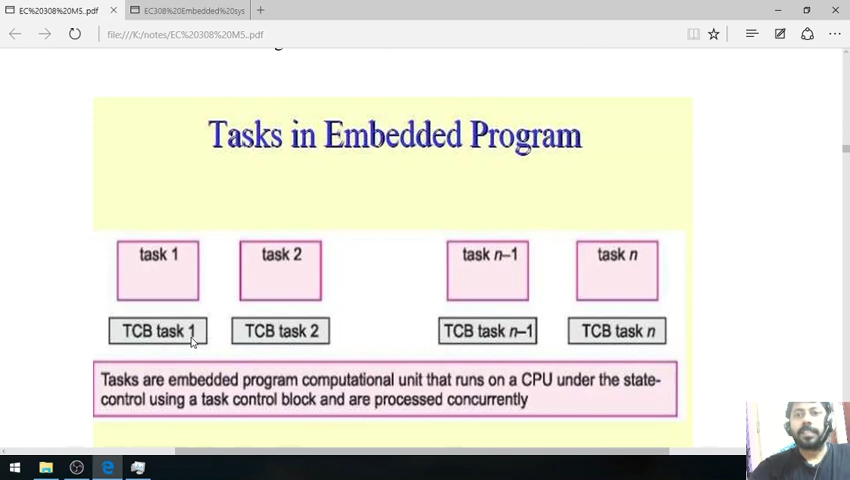 EC%20308%20M5..pdf
EC308%20Embedded%20sys
file:///K:/notes/EC%20308%20M5..pdf
Tasks in Embedded Program
task 1 task 2 task n–1 task n
TCB task 1 TCB task 2 TCB task n–1 TCB task n
Tasks are embedded program computational unit that runs on a CPU under the state-
control using a task control block and are processed concurrently